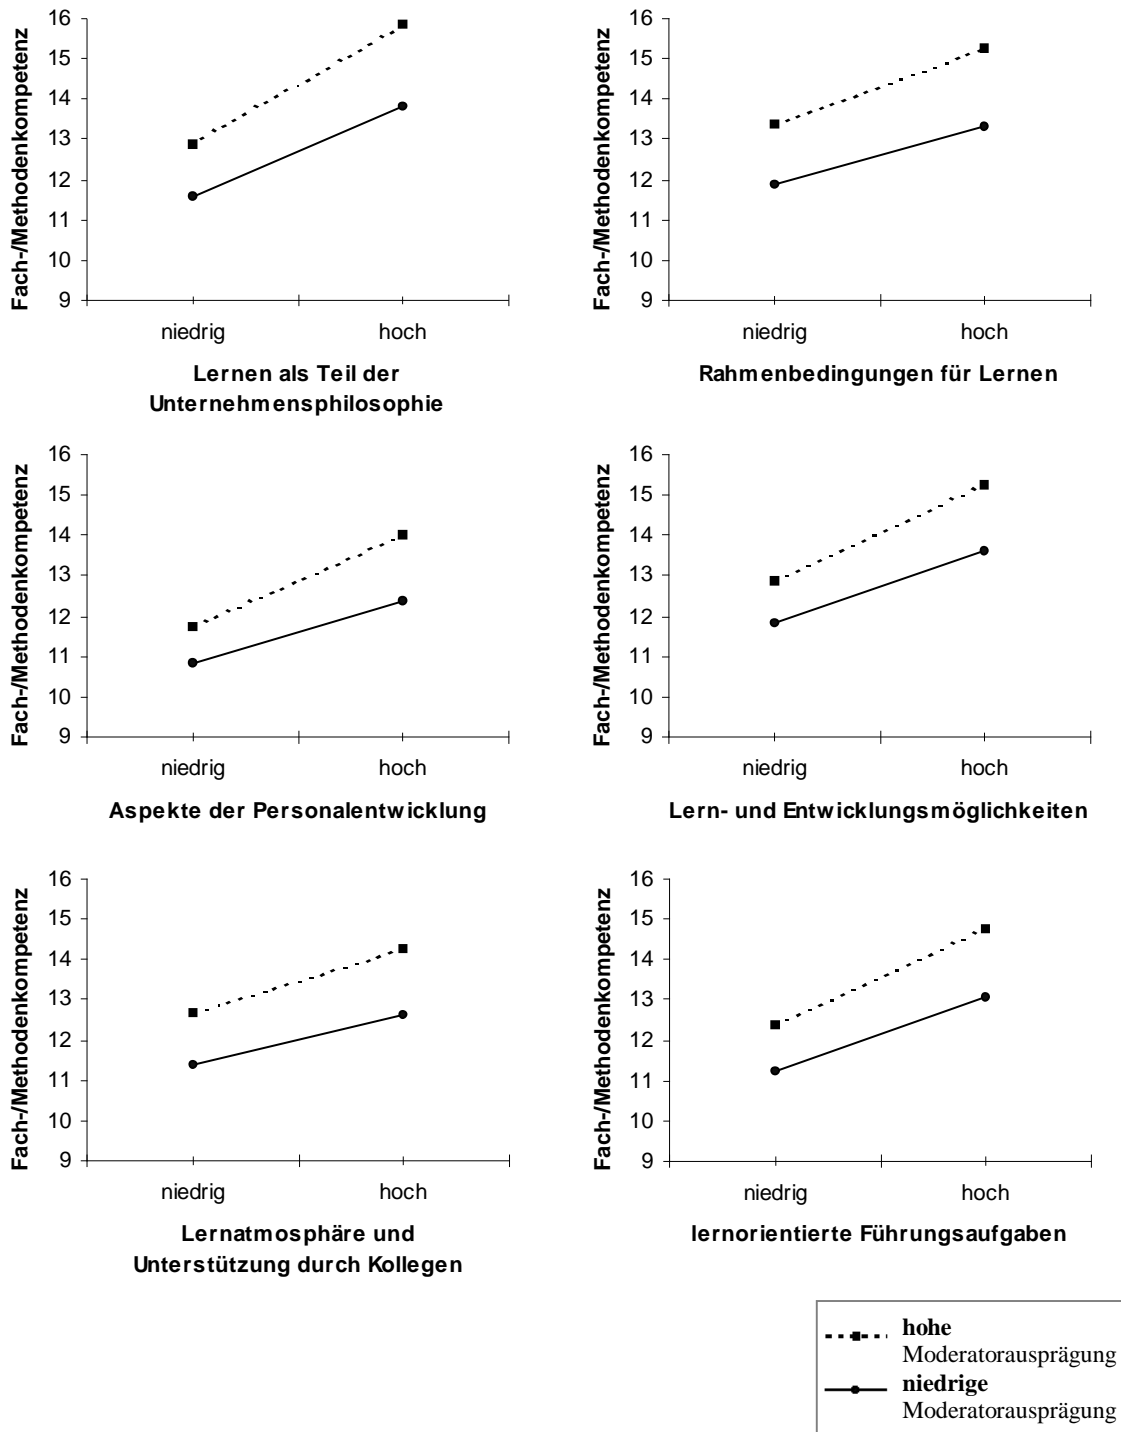 Fach-/Methodenkompetenz
16
15
14
13
12
11
10
9
niedrig
hoch
Lernen als Teil der
Unternehmensphilosophie
Fach-/Methodenkompetenz
16
15
14
13
12
11
10
9
niedrig
hoch
Rahmenbedingungen für Lernen
Fach-/Methodenkompetenz
16
15
14
13
12
11
10
9
niedrig
hoch
Aspekte der Personalentwicklung
Fach-/Methodenkompetenz
16
15
14
13
12
11
10
9
niedrig
hoch
Lern- und Entwicklungsmöglichkeiten
Fach-/Methodenkompetenz
16
15
14
13
12
11
10
9
niedrig
hoch
Lernatmosphäre und
Unterstützung durch Kollegen
Fach-/Methodenkompetenz
16
15
14
13
12
11
10
9
niedrig
hoch
lernorientierte Führungsaufgaben
hohe
Moderatorausprägung
niedrige
Moderatorausprägung